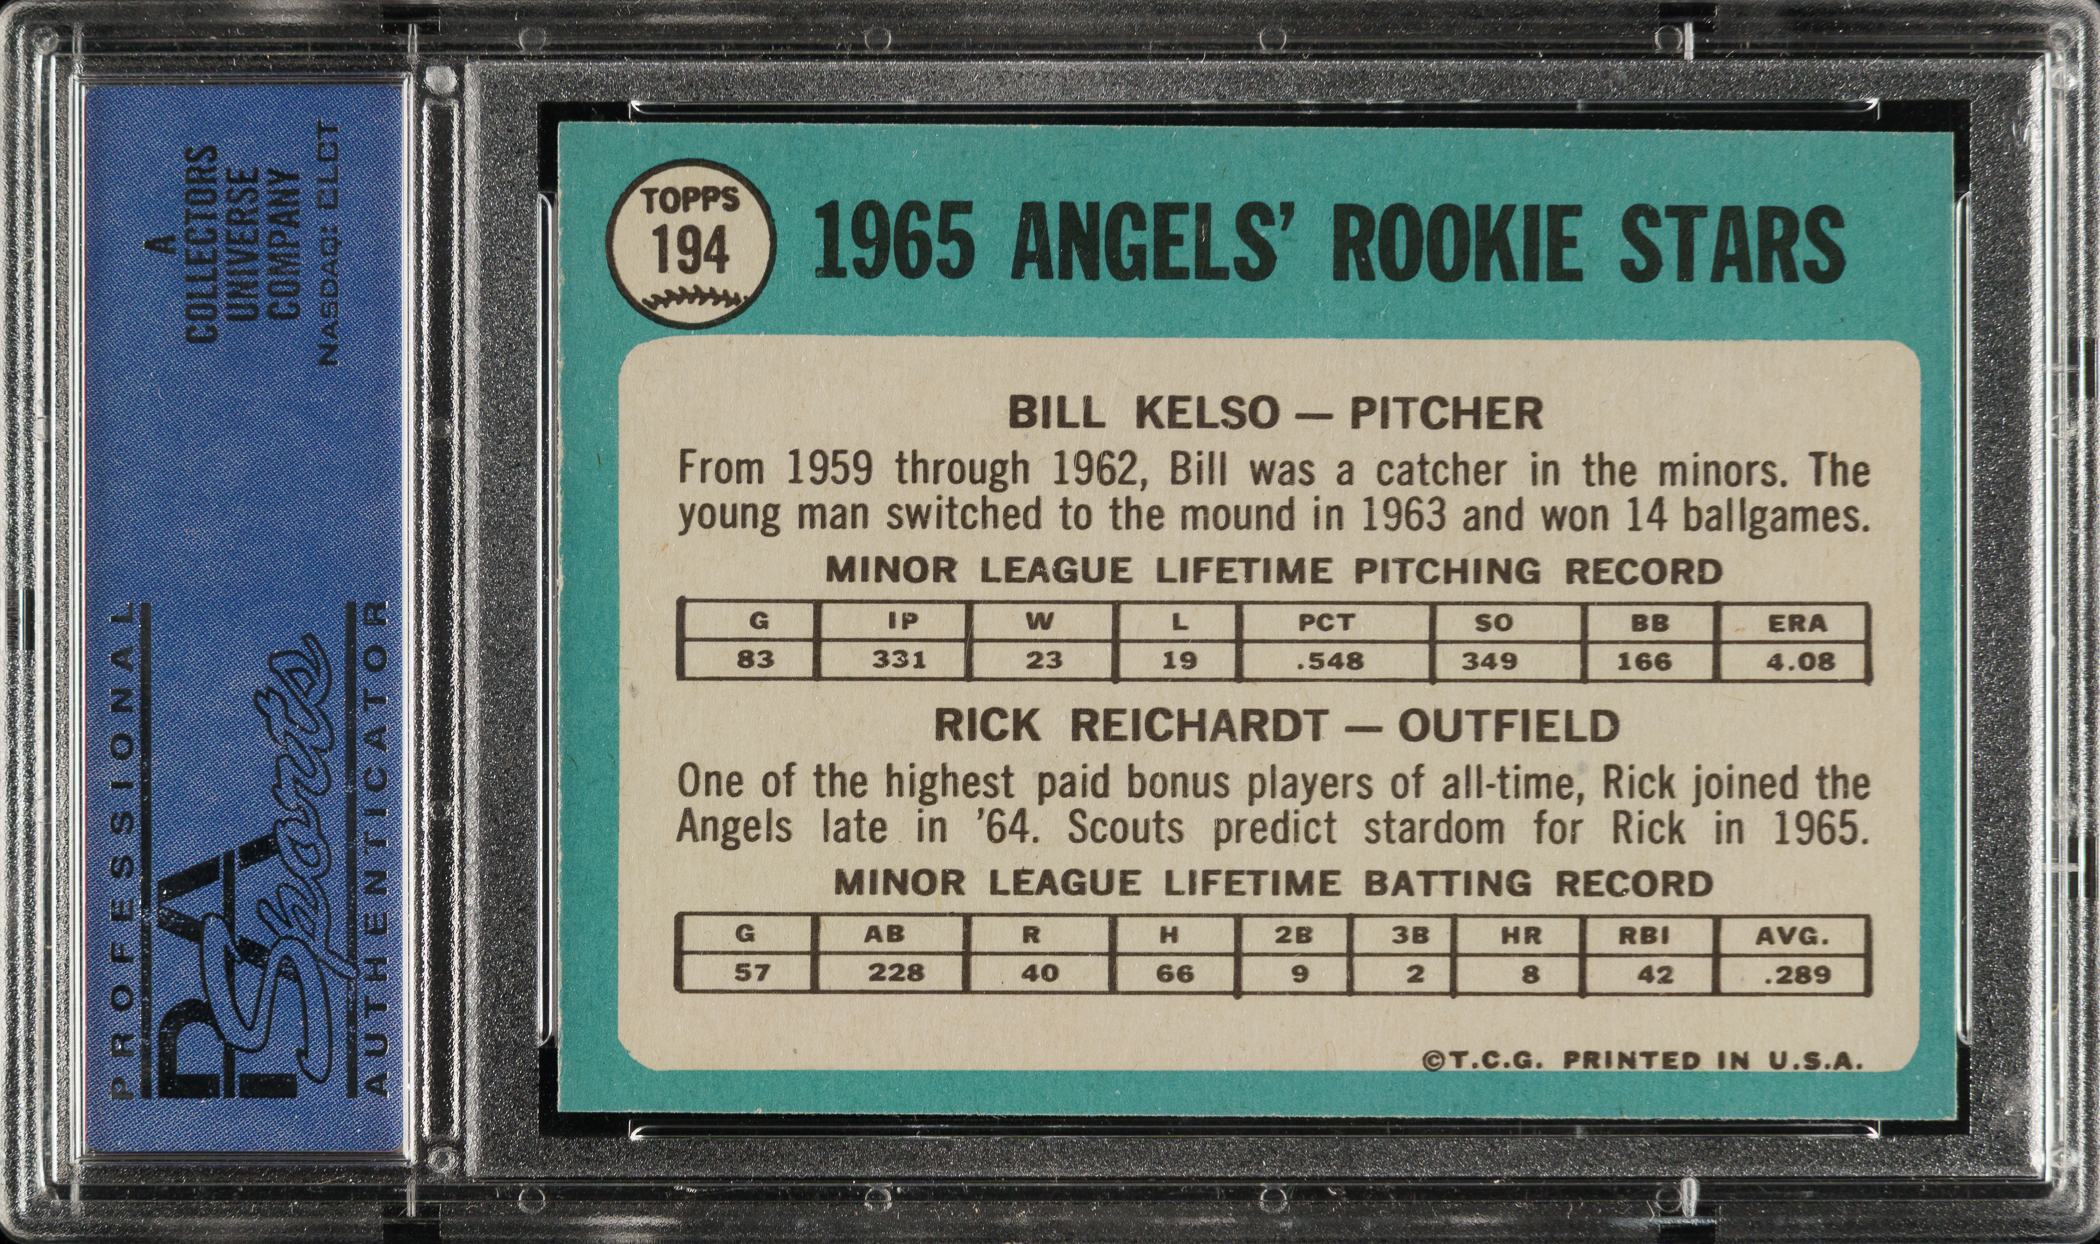 A
COLLECTORS
UNIVERSE
COMPANY
NASDAQ: CLCT
PROFESSIONAL
PSA
Sports
AUTHENTICATOR
TOPPS
194
1965 ANGELS' ROOKIE STARS
BILL KELSO — PITCHER
From 1959 through 1962, Bill was a catcher in the minors. The
young man switched to the mound in 1963 and won 14 ballgames.
MINOR LEAGUE LIFETIME PITCHING RECORD
G IP W L PCT SO BB ERA
83 331 23 19 .548 349 166 4.08
RICK REICHARDT — OUTFIELD
One of the highest paid bonus players of all-time, Rick joined the
Angels late in '64. Scouts predict stardom for Rick in 1965.
MINOR LEAGUE LIFETIME BATTING RECORD
G AB R H 2B 3B HR RBI AVG.
57 228 40 66 9 2 8 42 .289
©T.C.G. PRINTED IN U.S.A.